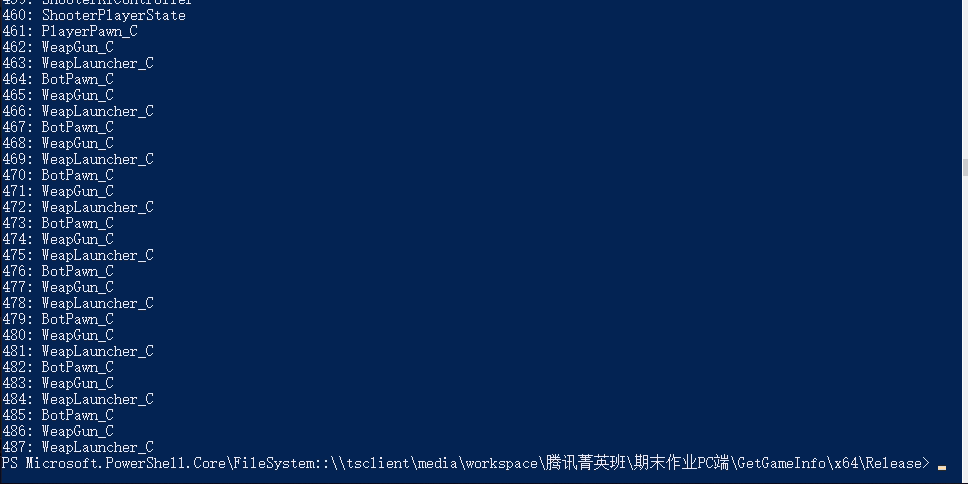 459: ShooterAIController
460: ShooterPlayerState
461: PlayerPawn_C
462: WeapGun_C
463: WeapLauncher_C
464: BotPawn_C
465: WeapGun_C
466: WeapLauncher_C
467: BotPawn_C
468: WeapGun_C
469: WeapLauncher_C
470: BotPawn_C
471: WeapGun_C
472: WeapLauncher_C
473: BotPawn_C
474: WeapGun_C
475: WeapLauncher_C
476: BotPawn_C
477: WeapGun_C
478: WeapLauncher_C
479: BotPawn_C
480: WeapGun_C
481: WeapLauncher_C
482: BotPawn_C
483: WeapGun_C
484: WeapLauncher_C
485: BotPawn_C
486: WeapGun_C
487: WeapLauncher_C
PS Microsoft.PowerShell.Core\FileSystem::\\tsclient\media\workspace\腾讯菁英班\期末作业PC端\GetGameInfo\x64\Release>